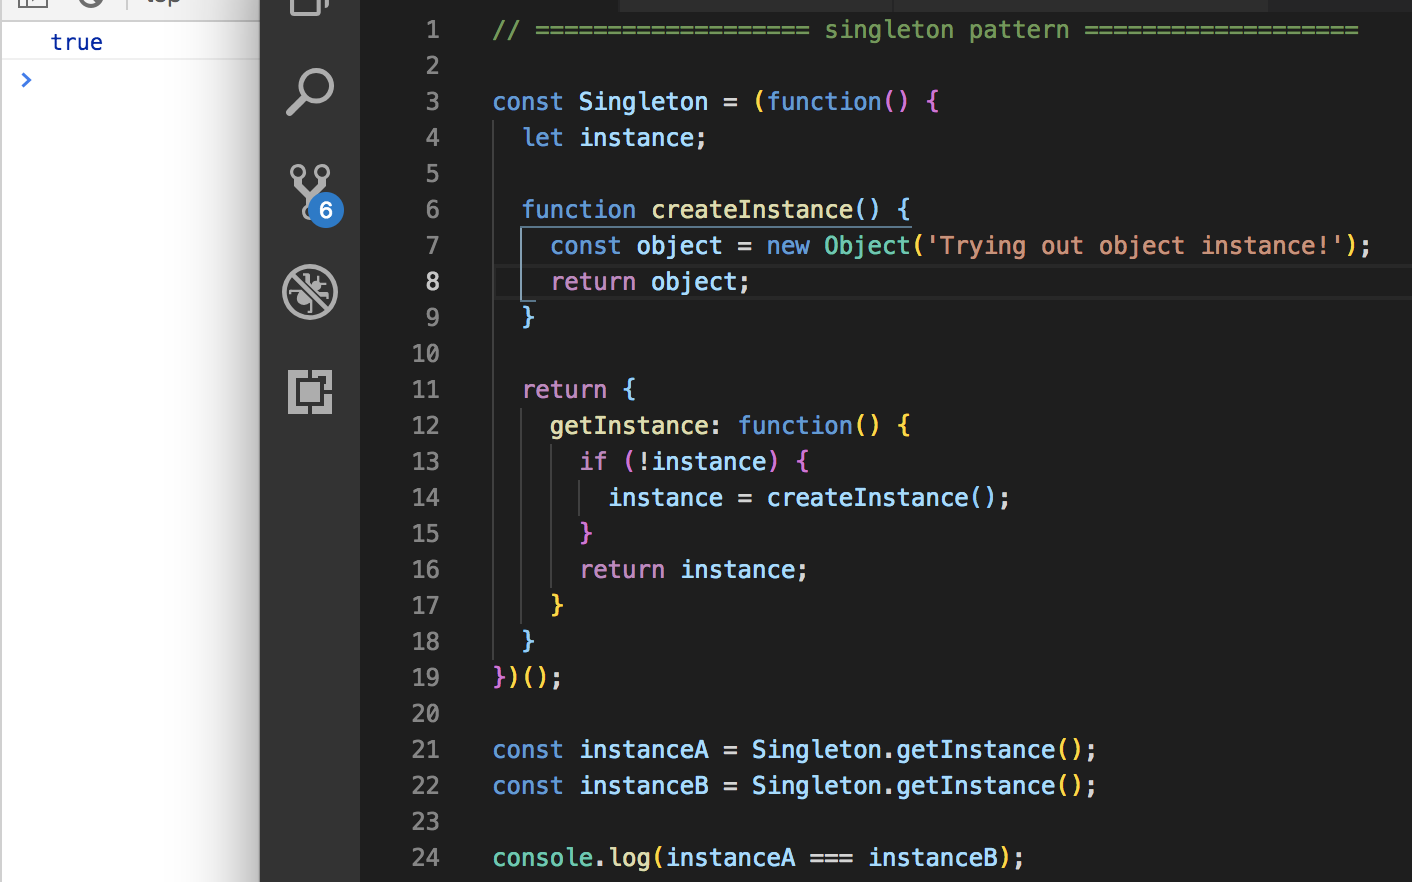 top
true
>
6
1 // =================== singleton pattern ===================
2
3 const Singleton = (function() {
4   let instance;
5
6   function createInstance() {
7     const object = new Object('Trying out object instance!');
8     return object;
9   }
10
11   return {
12     getInstance: function() {
13       if (!instance) {
14         instance = createInstance();
15       }
16       return instance;
17     }
18   }
19 })();
20
21 const instanceA = Singleton.getInstance();
22 const instanceB = Singleton.getInstance();
23
24 console.log(instanceA === instanceB);